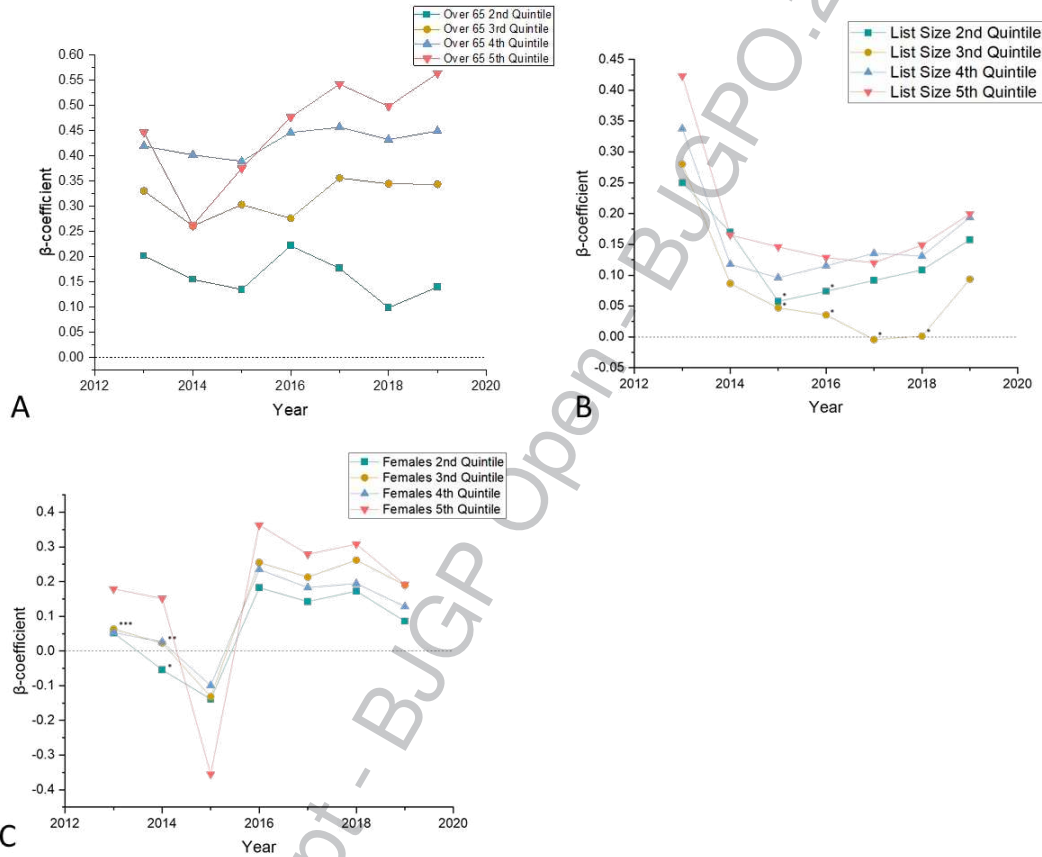 Over 65 2nd Quintile
Over 65 3rd Quintile
Over 65 4th Quintile
Over 65 5th Quintile
0.60
0.55
0.50
0.45
0.40
0.35
0.30
0.25
0.20
0.15
0.10
0.05
0.00
β-coefficient
2012 2014 2016 2018 2020
Year
A
List Size 2nd Quintile
List Size 3nd Quintile
List Size 4th Quintile
List Size 5th Quintile
0.45
0.40
0.35
0.30
0.25
0.20
0.15
0.10
0.05
0.00
-0.05
β-coefficient
* * * * * *
2012 2014 2016 2018 2020
Year
B
Females 2nd Quintile
Females 3nd Quintile
Females 4th Quintile
Females 5th Quintile
0.4
0.3
0.2
0.1
0.0
-0.1
-0.2
-0.3
-0.4
β-coefficient
***
**
*
2012 2014 2016 2018 2020
Year
C
pt - BJGP Open - BJGPO.2